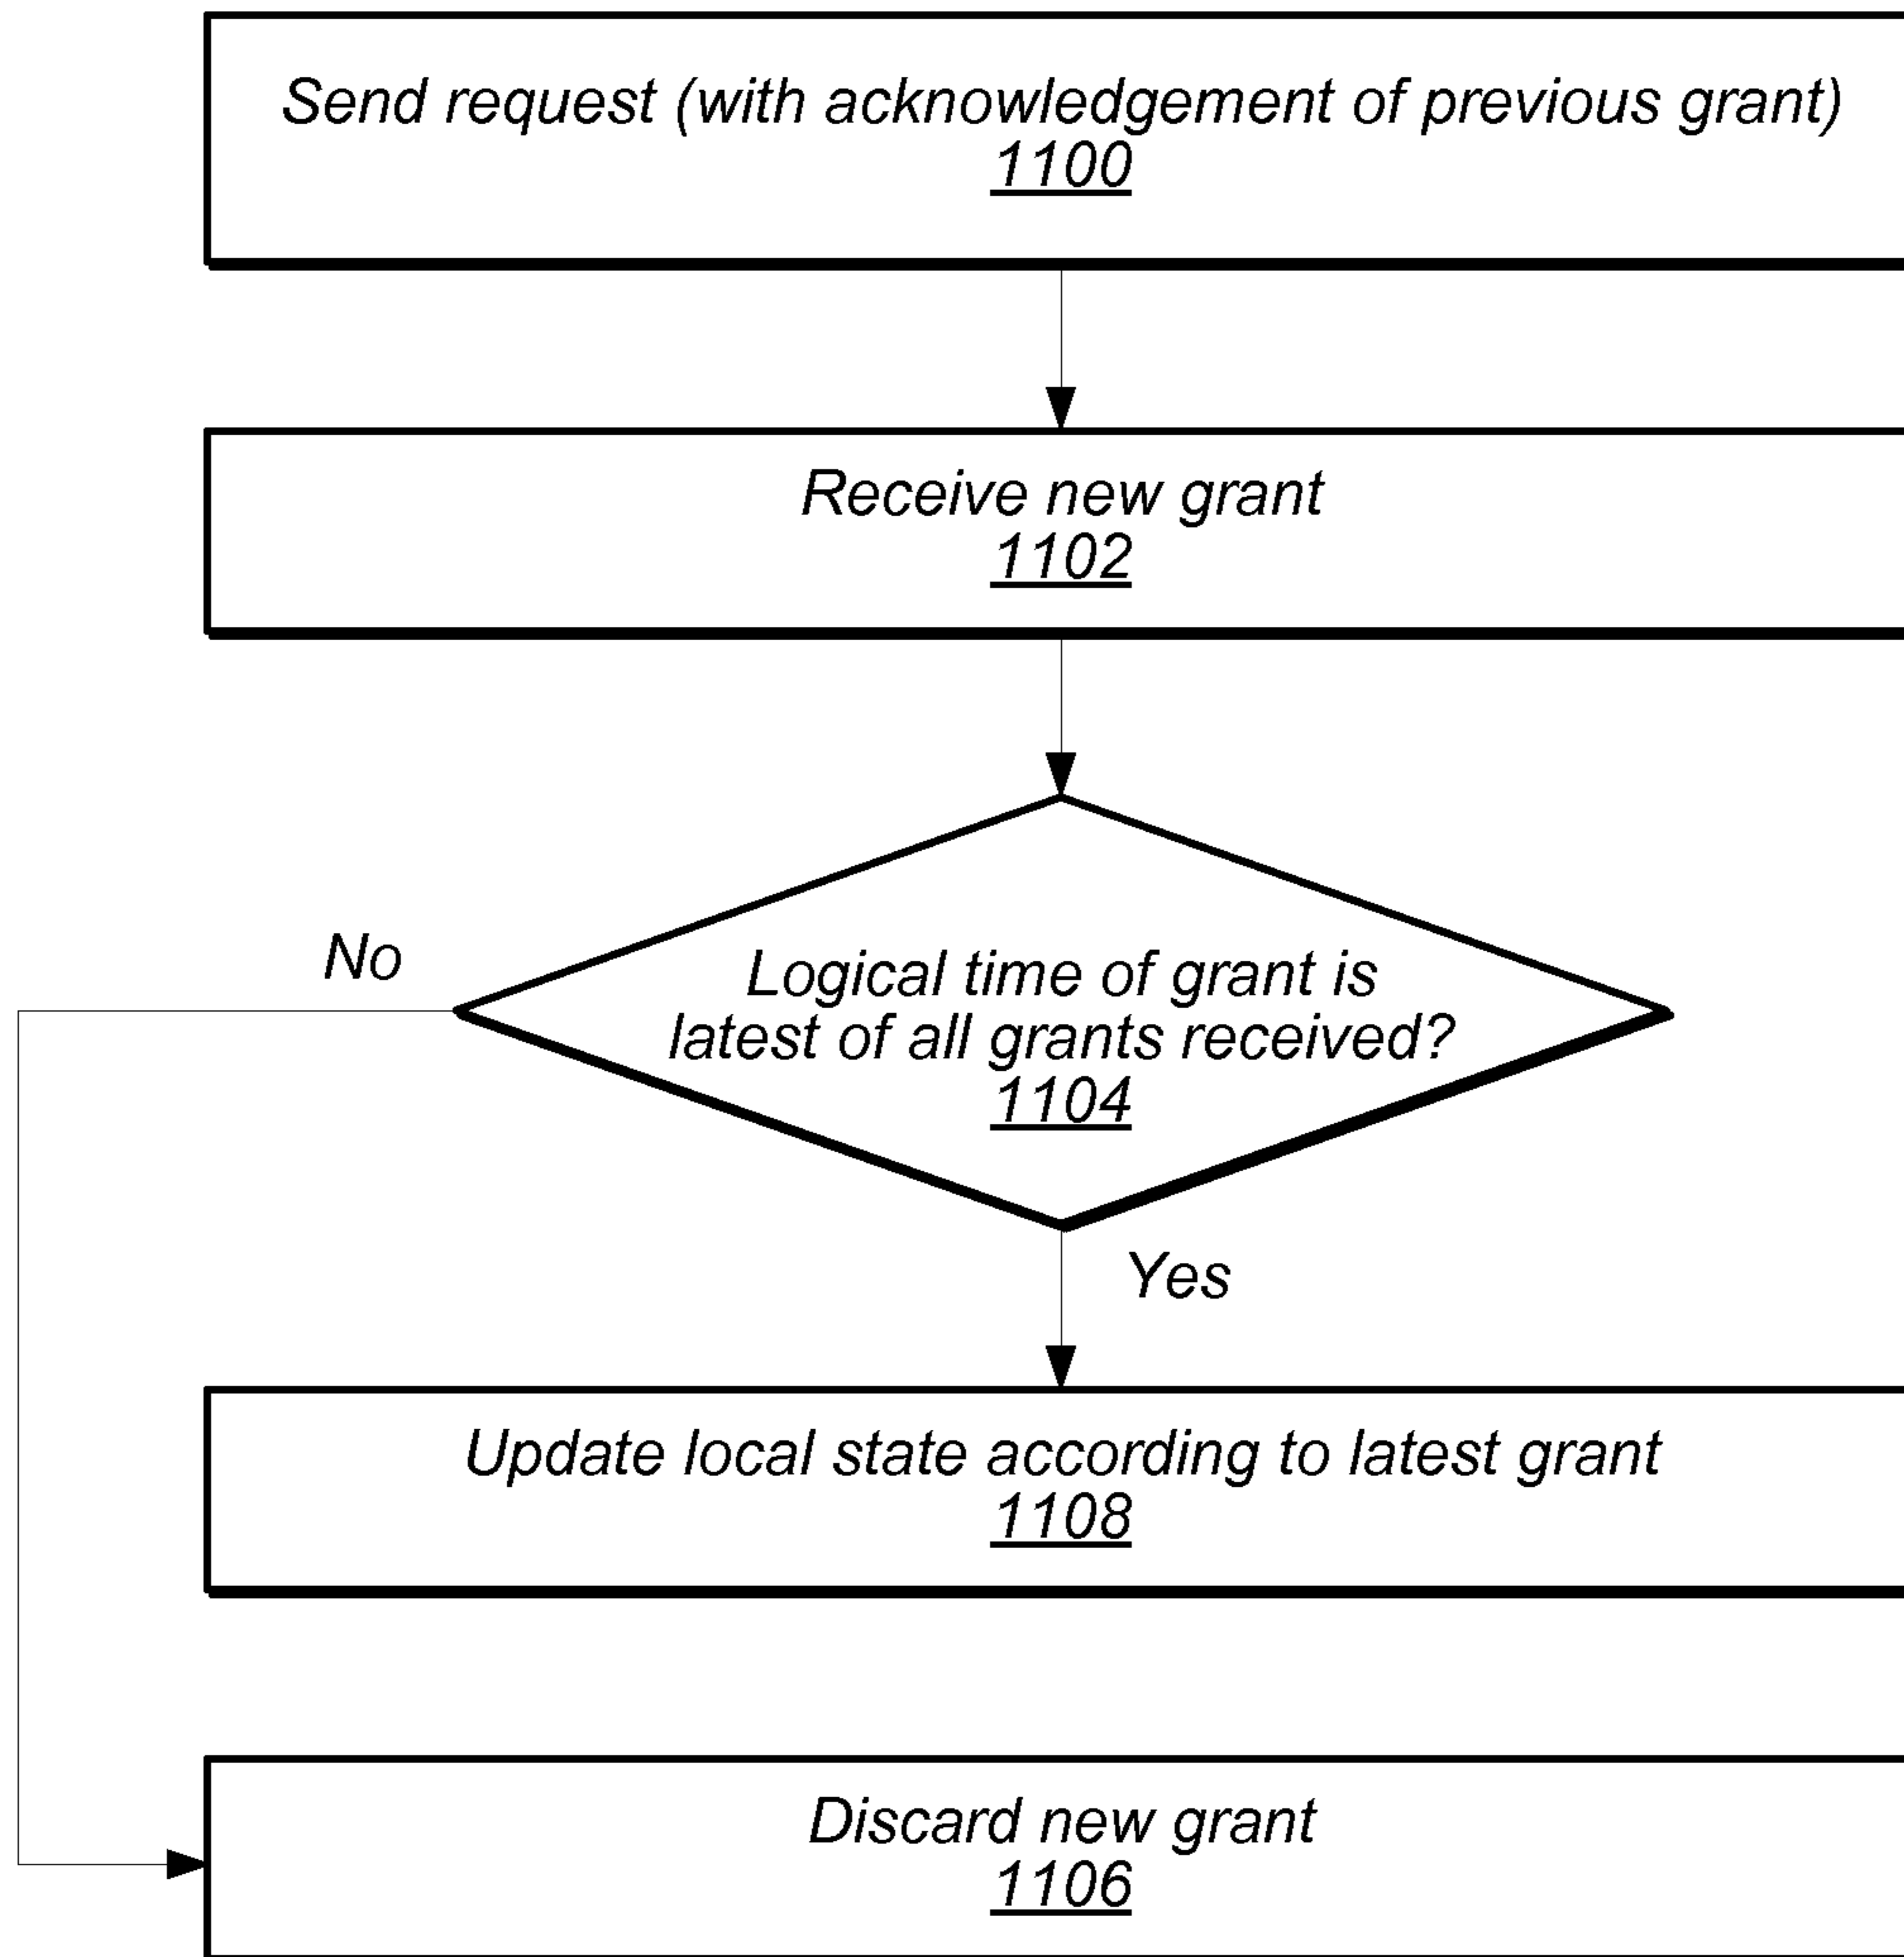 Send request (with acknowledgement of previous grant)
1100
Receive new grant
1102
No
Logical time of grant is
latest of all grants received?
1104
Yes
Update local state according to latest grant
1108
Discard new grant
1106